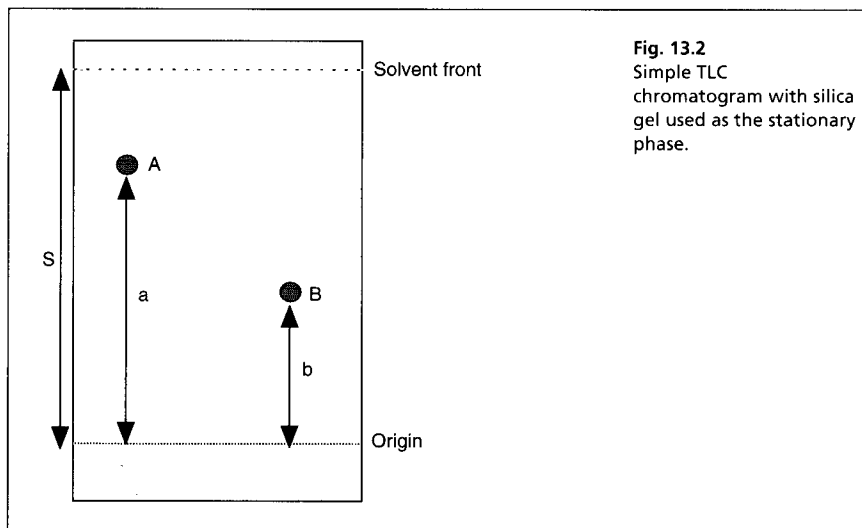 Solvent front
A
S
a
B
b
Origin
Fig. 13.2
Simple TLC
chromatogram with silica
gel used as the stationary
phase.